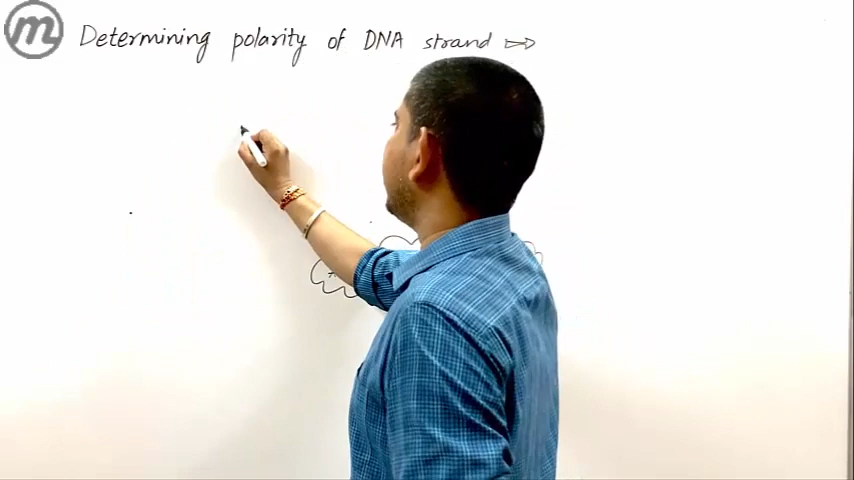 m
Determining polarity of DNA strand